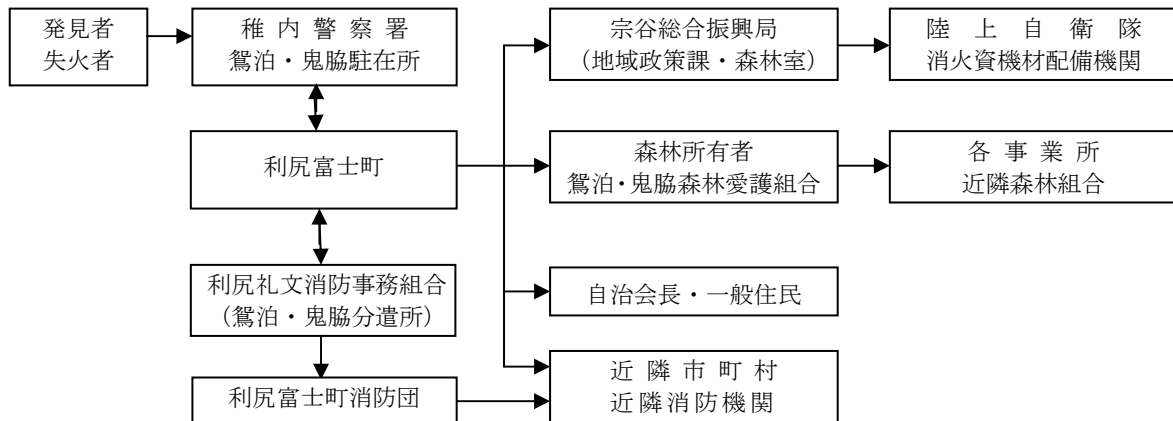 発見者
失火者
稚内警察署
鴛泊・鬼脇駐在所
宗谷総合振興局
(地域政策課・森林室)
陸上自衛隊
消火資機材配備機関
利尻富士町
森林所有者
鴛泊・鬼脇森林愛護組合
各事業所
近隣森林組合
利尻礼文消防事務組合
(鴛泊・鬼脇分遣所)
自治会長・一般住民
利尻富士町消防団
近隣市町村
近隣消防機関